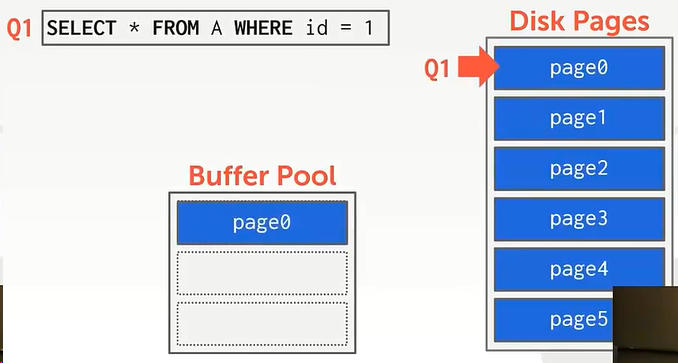 Q1 SELECT * FROM A WHERE id = 1
Disk Pages
Q1 page0
page1
page2
page3
page4
page5
Buffer Pool
page0